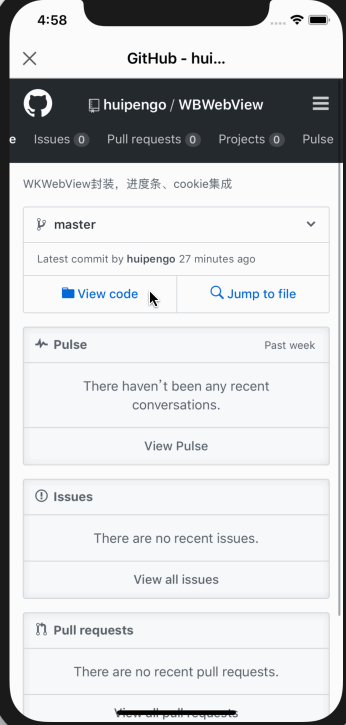 4:58
GitHub - hui...
huipengo / WBWebView
e Issues 0 Pull requests 0 Projects 0 Pulse
WKWebView封装，进度条、cookie集成
master
Latest commit by huipengo 27 minutes ago
View code Jump to file
Pulse Past week
There haven't been any recent
conversations.
View Pulse
Issues
There are no recent issues.
View all issues
Pull requests
There are no recent pull requests.
View all pull requests